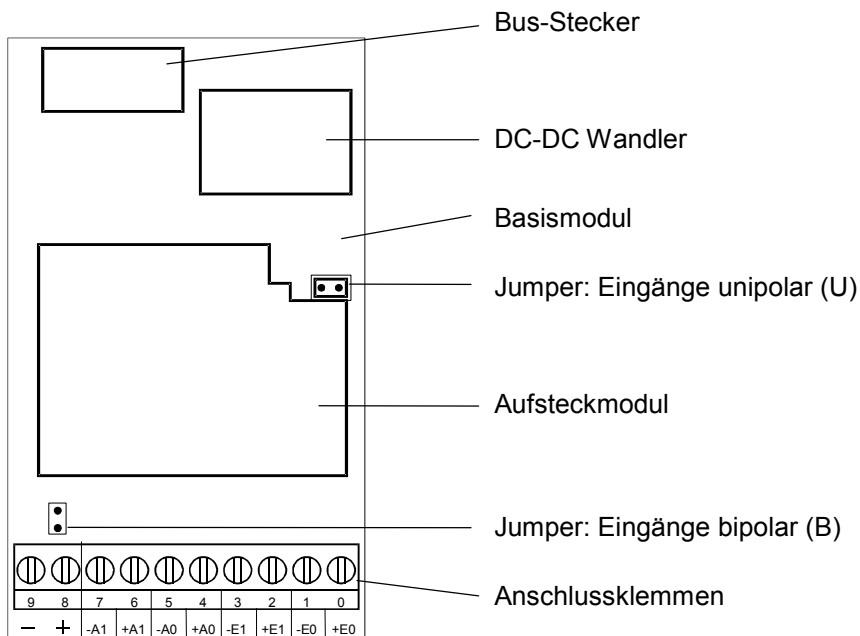 Bus-Stecker
DC-DC Wandler
Basismodul
Jumper: Eingänge unipolar (U)
Aufsteckmodul
Jumper: Eingänge bipolar (B)
Anschlussklemmen
9 8 7 6 5 4 3 2 1 0
– + -A1 +A1 -A0 +A0 -E1 +E1 -E0 +E0